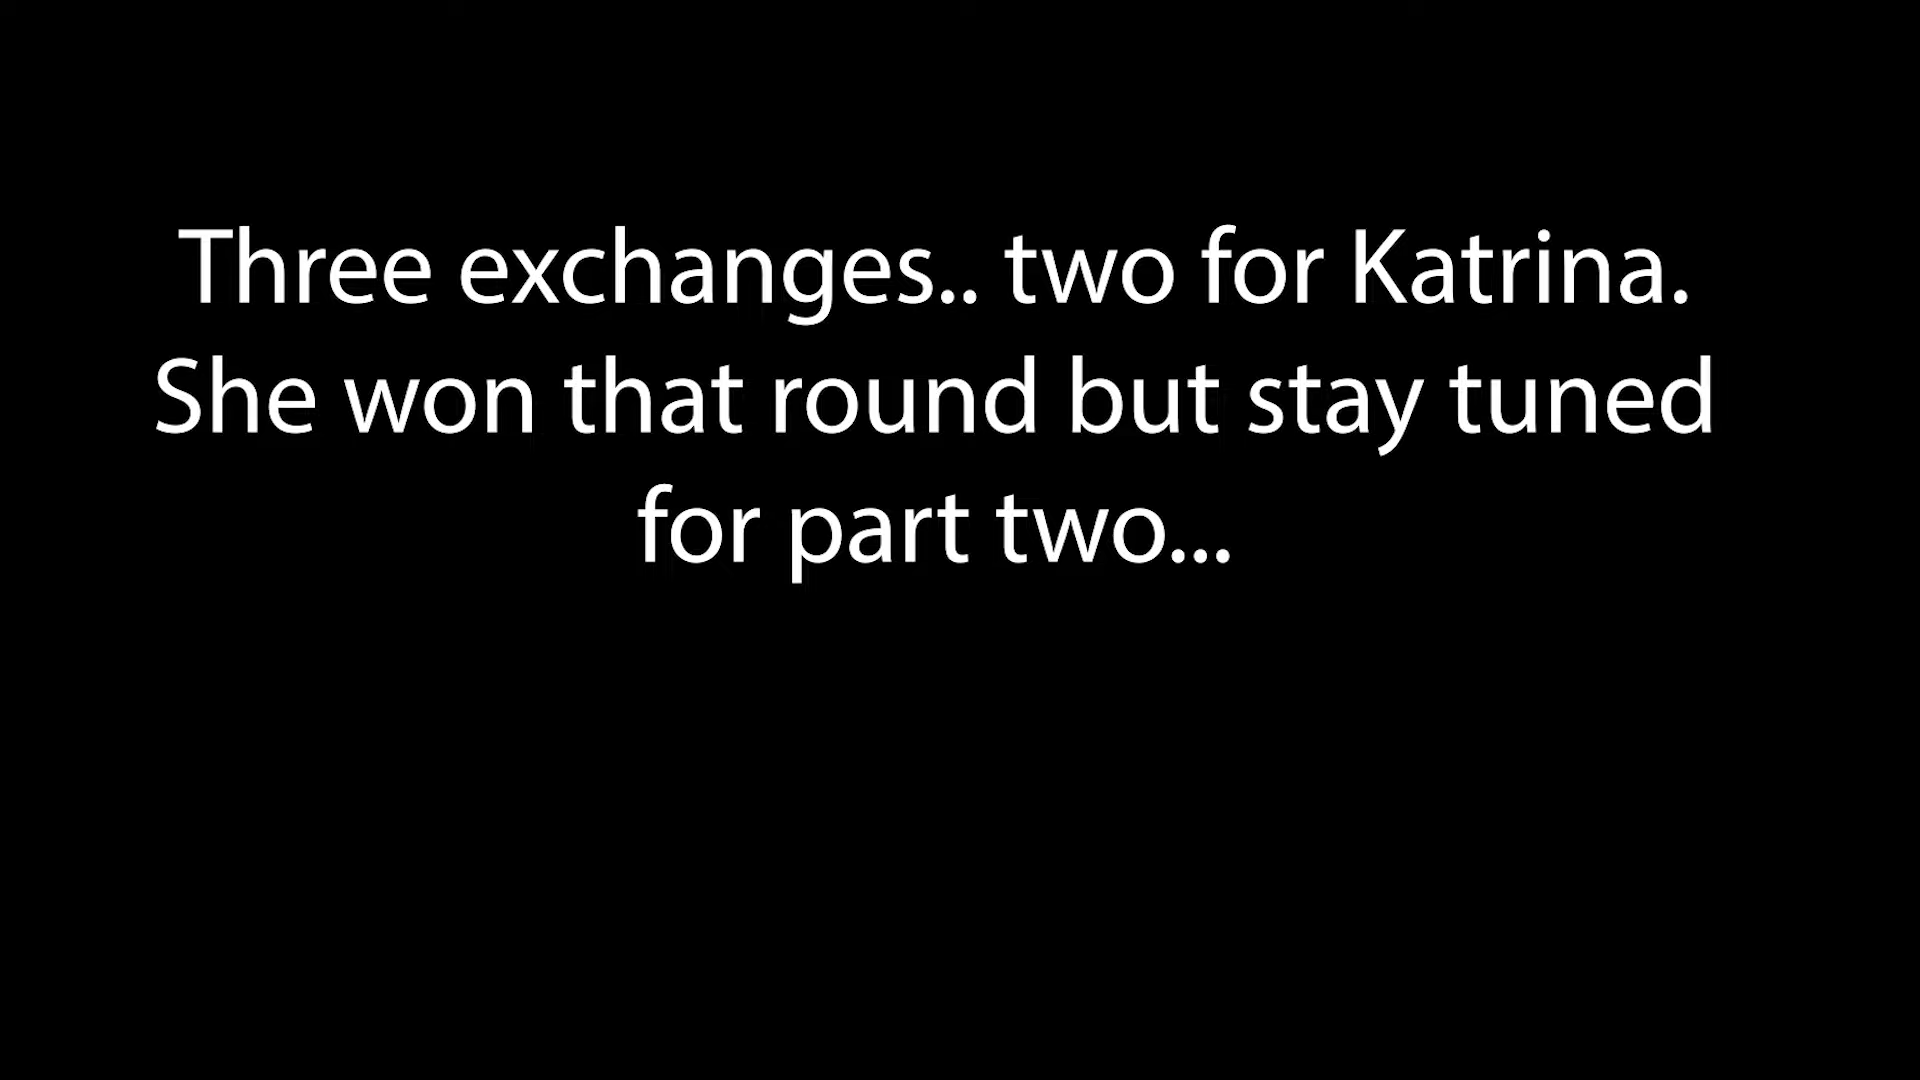 Three exchanges.. two for Katrina.
She won that round but stay tuned
for part two...